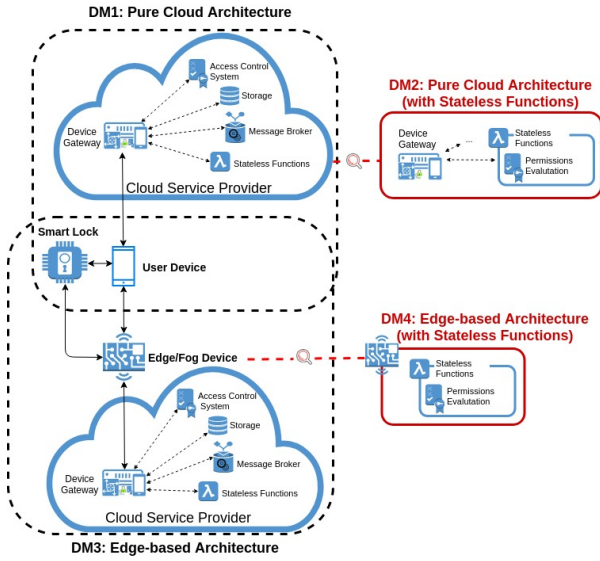 DM1: Pure Cloud Architecture
Access Control
System
Storage
Device
Gateway
Message Broker
Stateless Functions
Cloud Service Provider
DM2: Pure Cloud Architecture
(with Stateless Functions)
Device
Gateway
...
Stateless
Functions
Permissions
Evalutation
Smart Lock
User Device
Edge/Fog Device
DM4: Edge-based Architecture
(with Stateless Functions)
Stateless
Functions
Permissions
Evalutation
Access Control
System
Storage
Message Broker
Device
Gateway
Stateless Functions
Cloud Service Provider
DM3: Edge-based Architecture